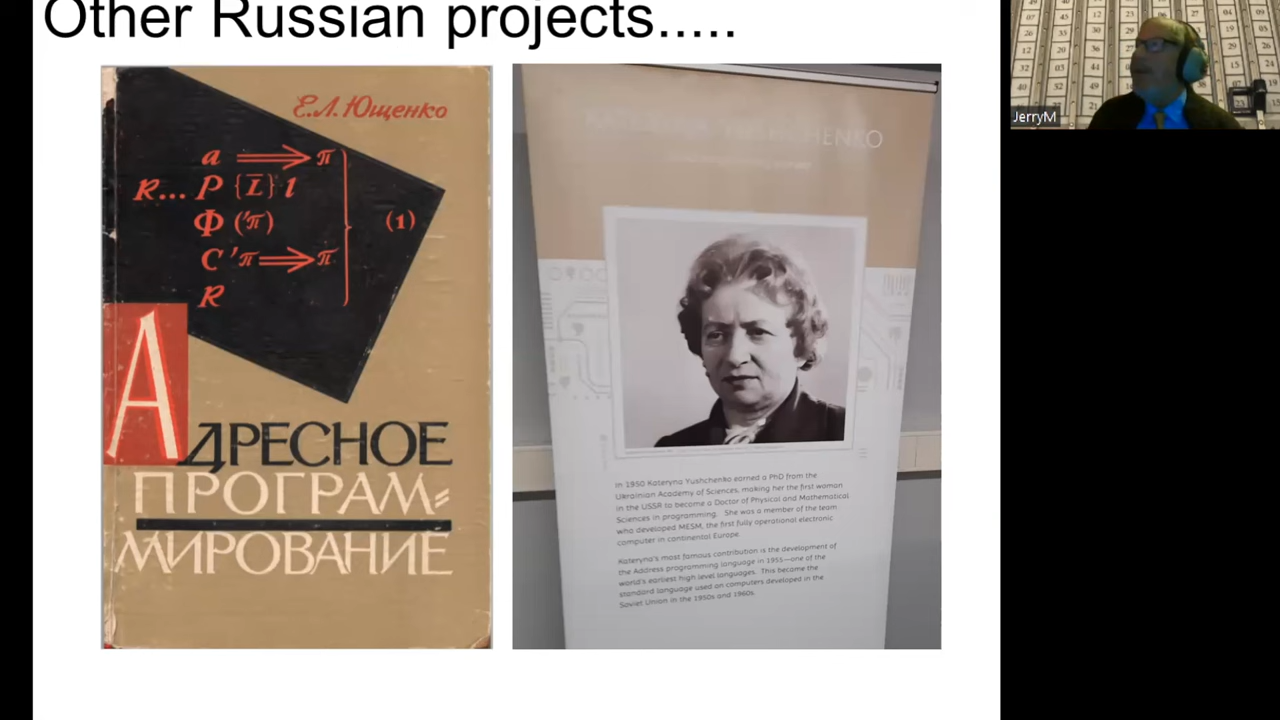 Other Russian projects.....
Е.Л. Ющенко
a ⟹ π
R... P {L̅} l
Ф ('π)
C 'π ⟹ π
R
(1)
АДРЕСНОЕ
ПРОГРАМ=
МИРОВАНИЕ
In 1950 Kateryna Yushchenko earned a PhD from the
Ukrainian Academy of Sciences, making her the first woman
in the USSR to become a Doctor of Physical and Mathematical
Sciences in programming. She was a member of the team
who developed MESM, the first fully operational electronic
computer in continental Europe.
Kateryna's most famous contribution is the development of
the Address programming language in 1955—one of the
world's earliest high level languages. This became the
standard language used on computers developed in the
Soviet Union in the 1950s and 1960s.
JerryM